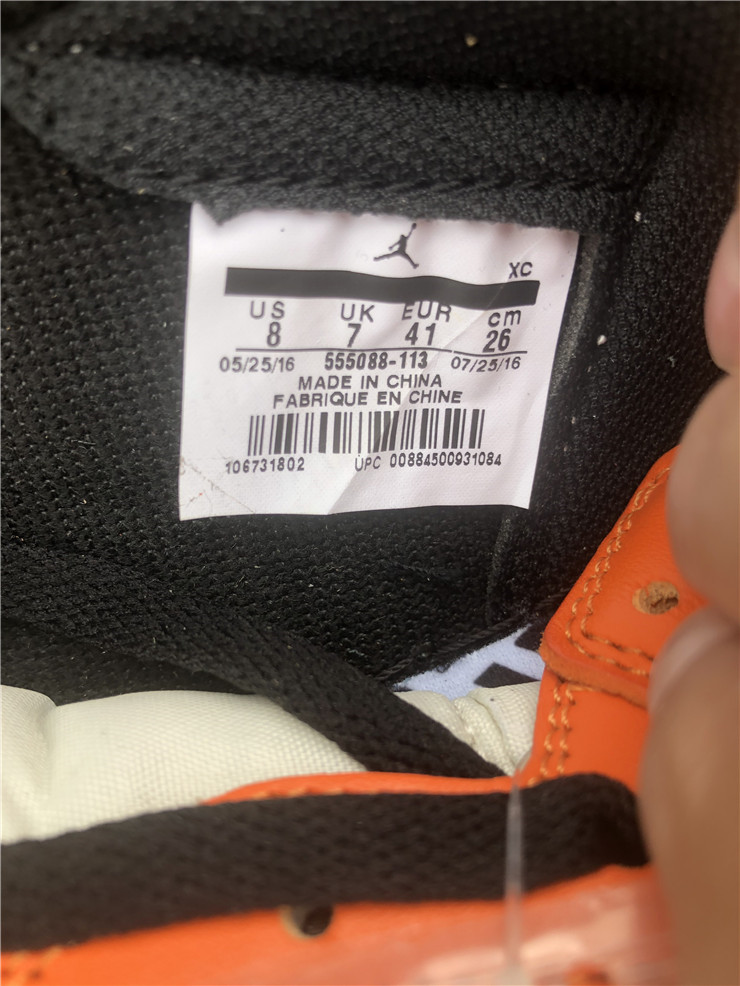 XC
US UK EUR cm
8 7 41 26
05/25/16 555088-113 07/25/16
MADE IN CHINA
FABRIQUE EN CHINE
106731802 UPC 00884500931084